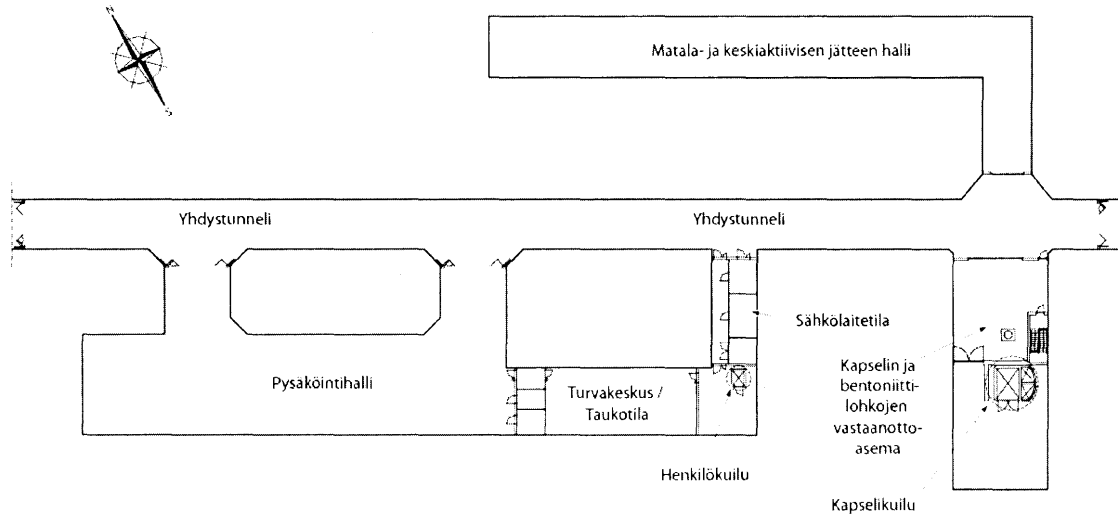 N
S
Matala- ja keskiaktiivisen jätteen halli
Yhdystunneli
Yhdystunneli
Sähkölaitetila
Pysäköintihalli
Turvakeskus /
Taukotila
Kapselin ja
bentoniitti-
lohkojen
vastaanotto-
asema
Henkilökuilu
Kapselikuilu